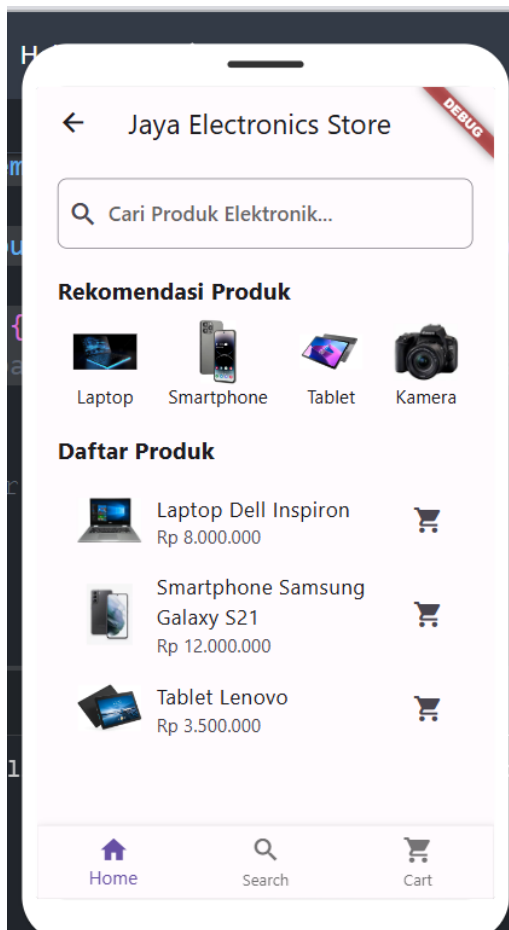 Jaya Electronics Store
DEBUG
Cari Produk Elektronik...
Rekomendasi Produk
Laptop Smartphone Tablet Kamera
Daftar Produk
Laptop Dell Inspiron
Rp 8.000.000
Smartphone Samsung
Galaxy S21
Rp 12.000.000
Tablet Lenovo
Rp 3.500.000
Home Search Cart